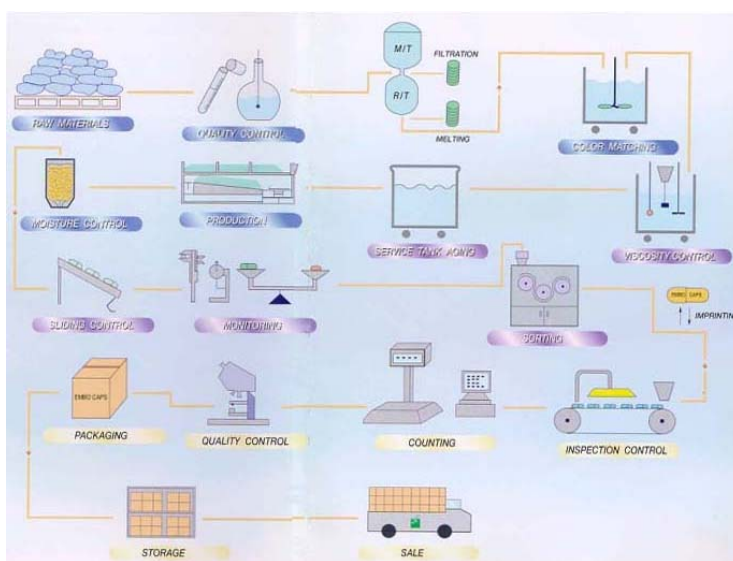 M/T
FILTRATION
R/T
MELTING
RAW MATERIALS
QUALITY CONTROL
COLOR MATCHING
MOISTURE CONTROL
PRODUCTION
SERVICE TANK AGING
VISCOSITY CONTROL
EMBO CAPS
IMPRINTIN
SLIDING CONTROL
MONITORING
SORTING
EMBO CAPS
PACKAGING
QUALITY CONTROL
COUNTING
INSPECTION CONTROL
STORAGE
SALE